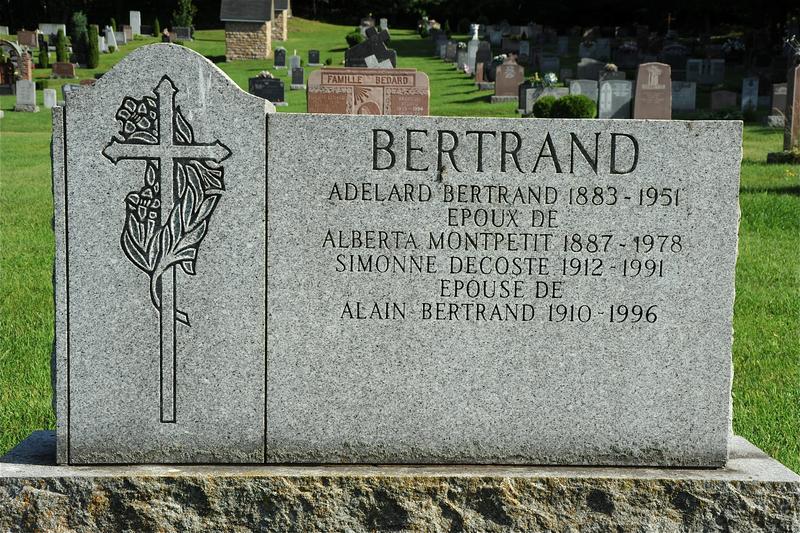 FAMILLE BEDARD
BERTRAND
ADELARD BERTRAND 1883 - 1951
EPOUX DE
ALBERTA MONTPETIT 1887 - 1978
SIMONNE DECOSTE 1912 - 1991
EPOUSE DE
ALAIN BERTRAND 1910 - 1996